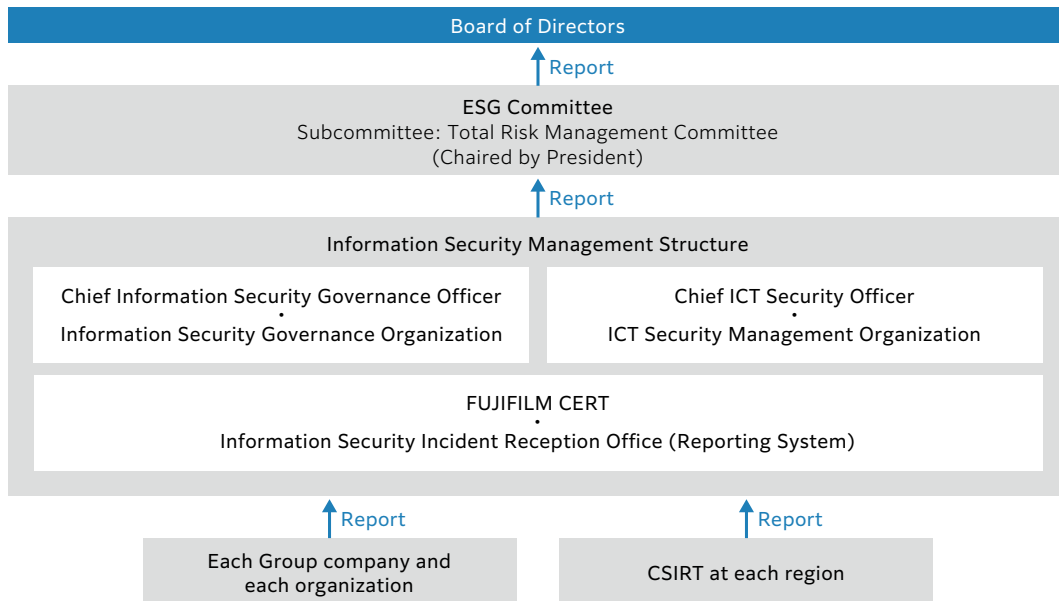 Board of Directors
Report
ESG Committee
Subcommittee: Total Risk Management Committee
(Chaired by President)
Report
Information Security Management Structure
Chief Information Security Governance Officer
・
Information Security Governance Organization
Chief ICT Security Officer
・
ICT Security Management Organization
FUJIFILM CERT
・
Information Security Incident Reception Office (Reporting System)
Report
Report
Each Group company and
each organization
CSIRT at each region